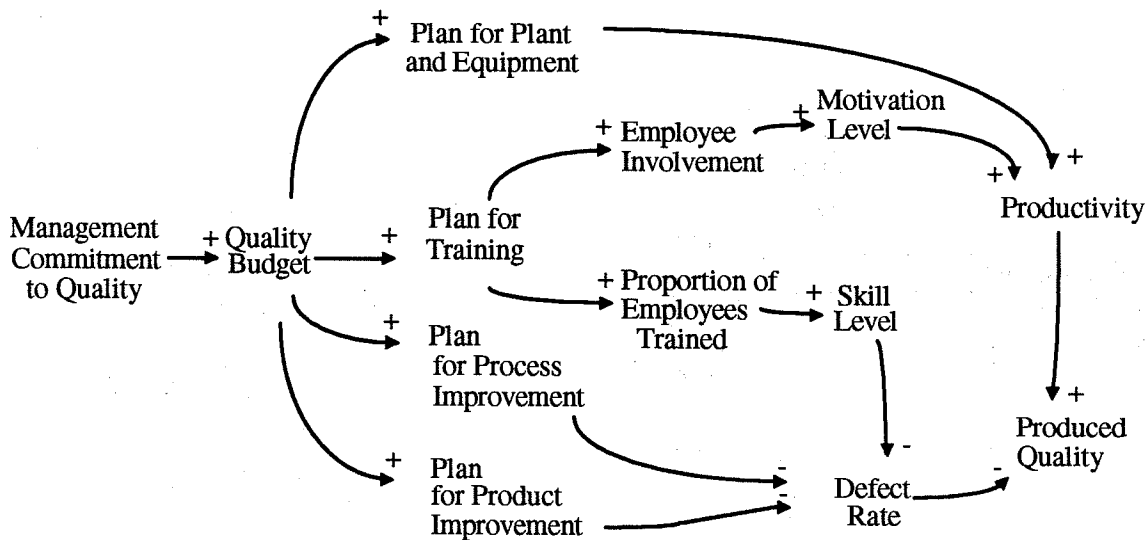 +
Plan for Plant
and Equipment
Motivation
Level
+
+
Employee
Involvement
+
+
Productivity
Management
Commitment
to Quality
+
Quality
Budget
+
Plan for
Training
+
Proportion of
Employees
Trained
+
Skill
Level
+
Plan
for Process
Improvement
+
Produced
Quality
-
+
Plan
for Product
Improvement
-
-
Defect
Rate
-